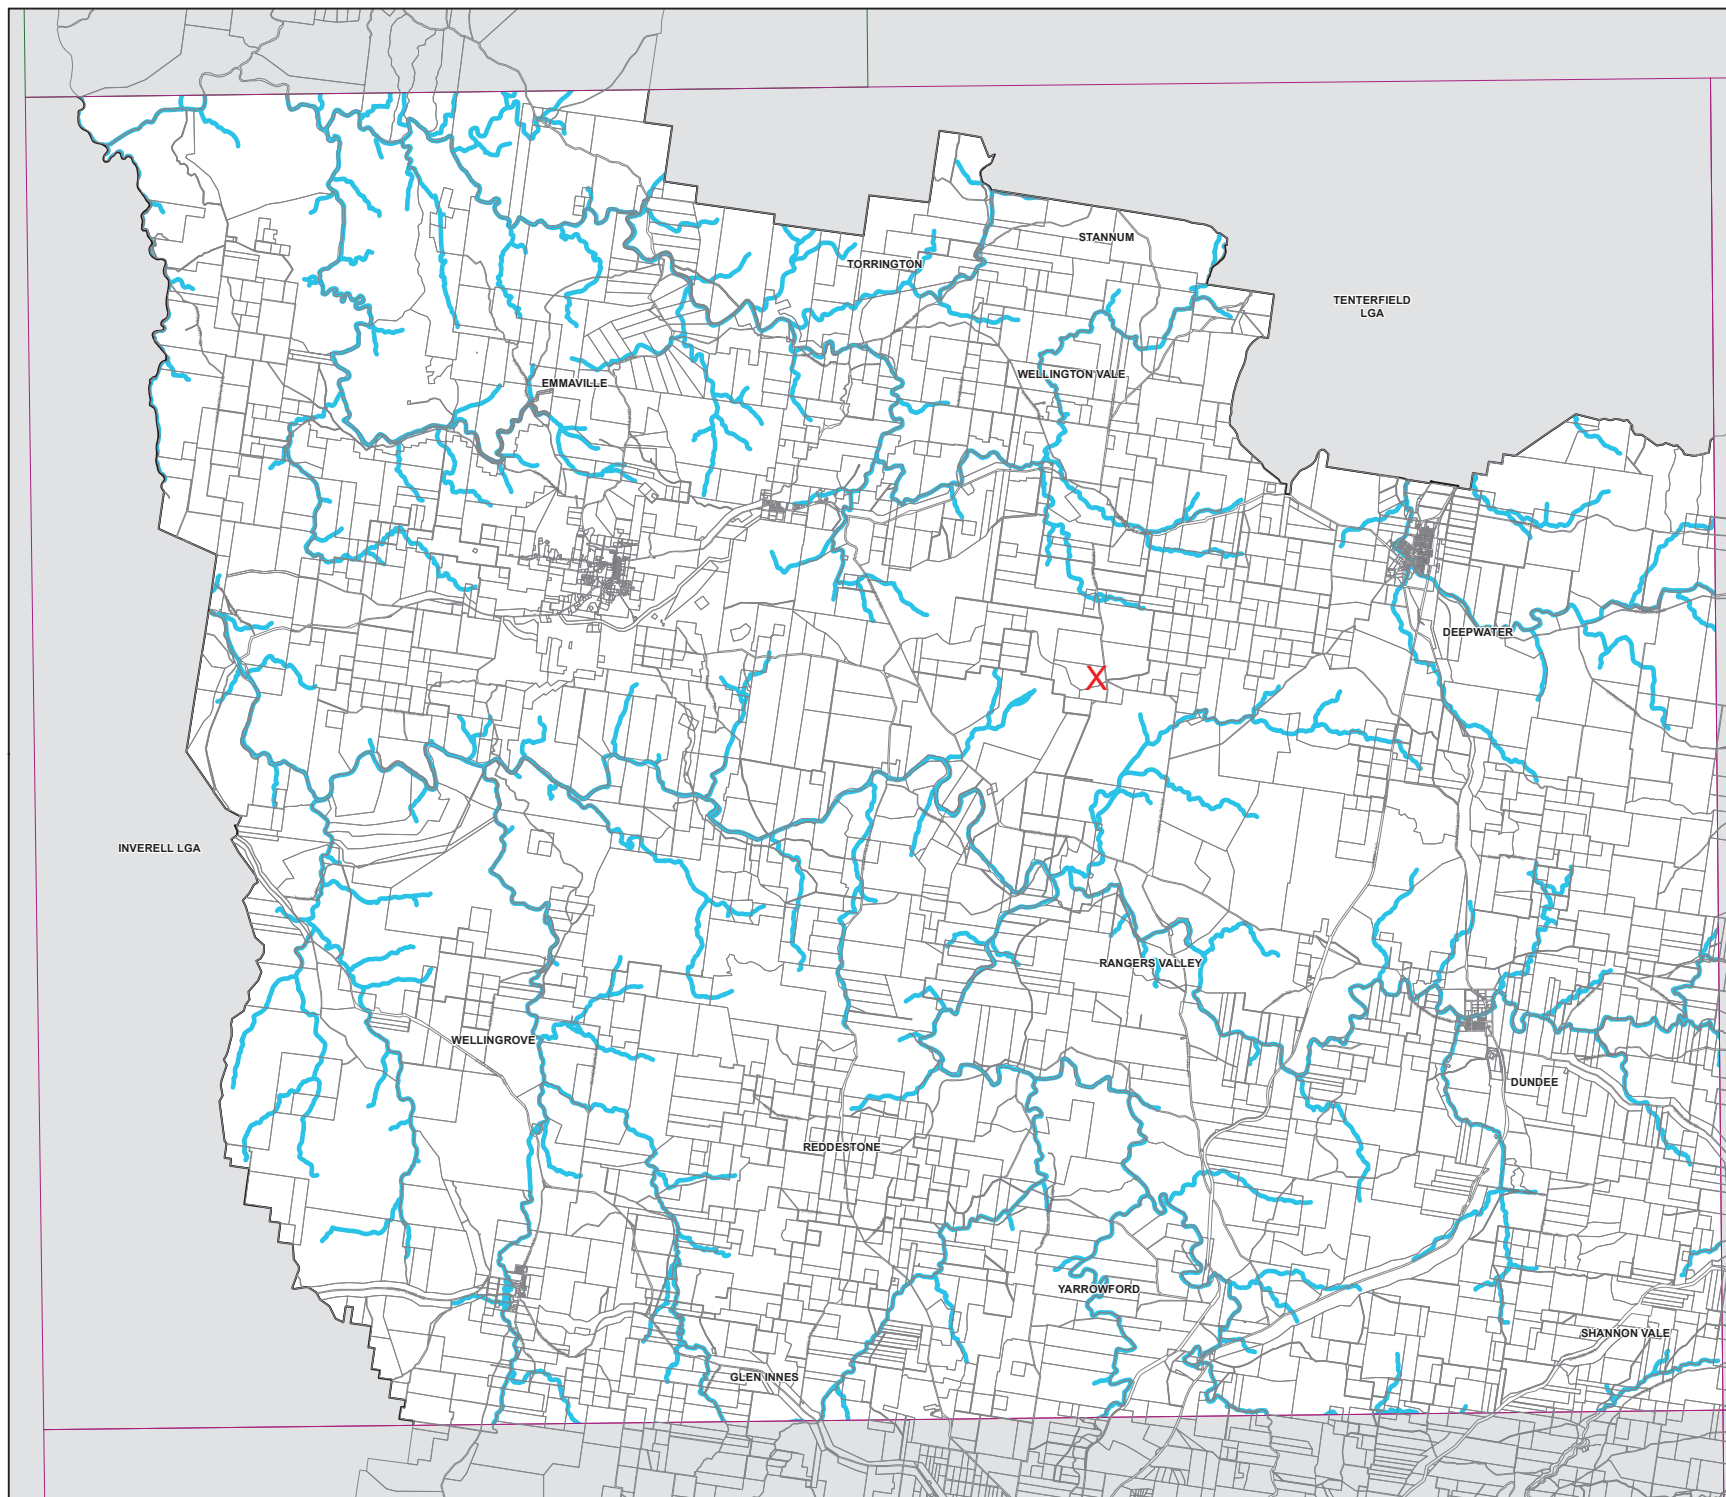 STANNUM
TORRINGTON
TENTERFIELD
LGA
WELLINGTON VALE
EMMAVILLE
DEEPWATER
X
INVERELL LGA
RANGERS VALLEY
WELLINGROVE
DUNDEE
REDDESTONE
YARROWFORD
SHANNON VALE
GLEN INNES